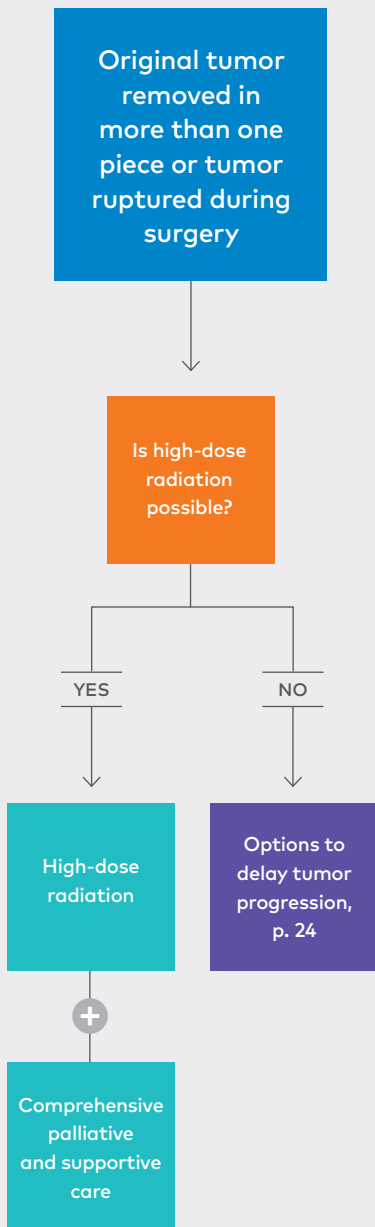 Original tumor
removed in
more than one
piece or tumor
ruptured during
surgery
Is high-dose
radiation
possible?
YES
NO
High-dose
radiation
Options to
delay tumor
progression,
p. 24
+
Comprehensive
palliative
and supportive
care